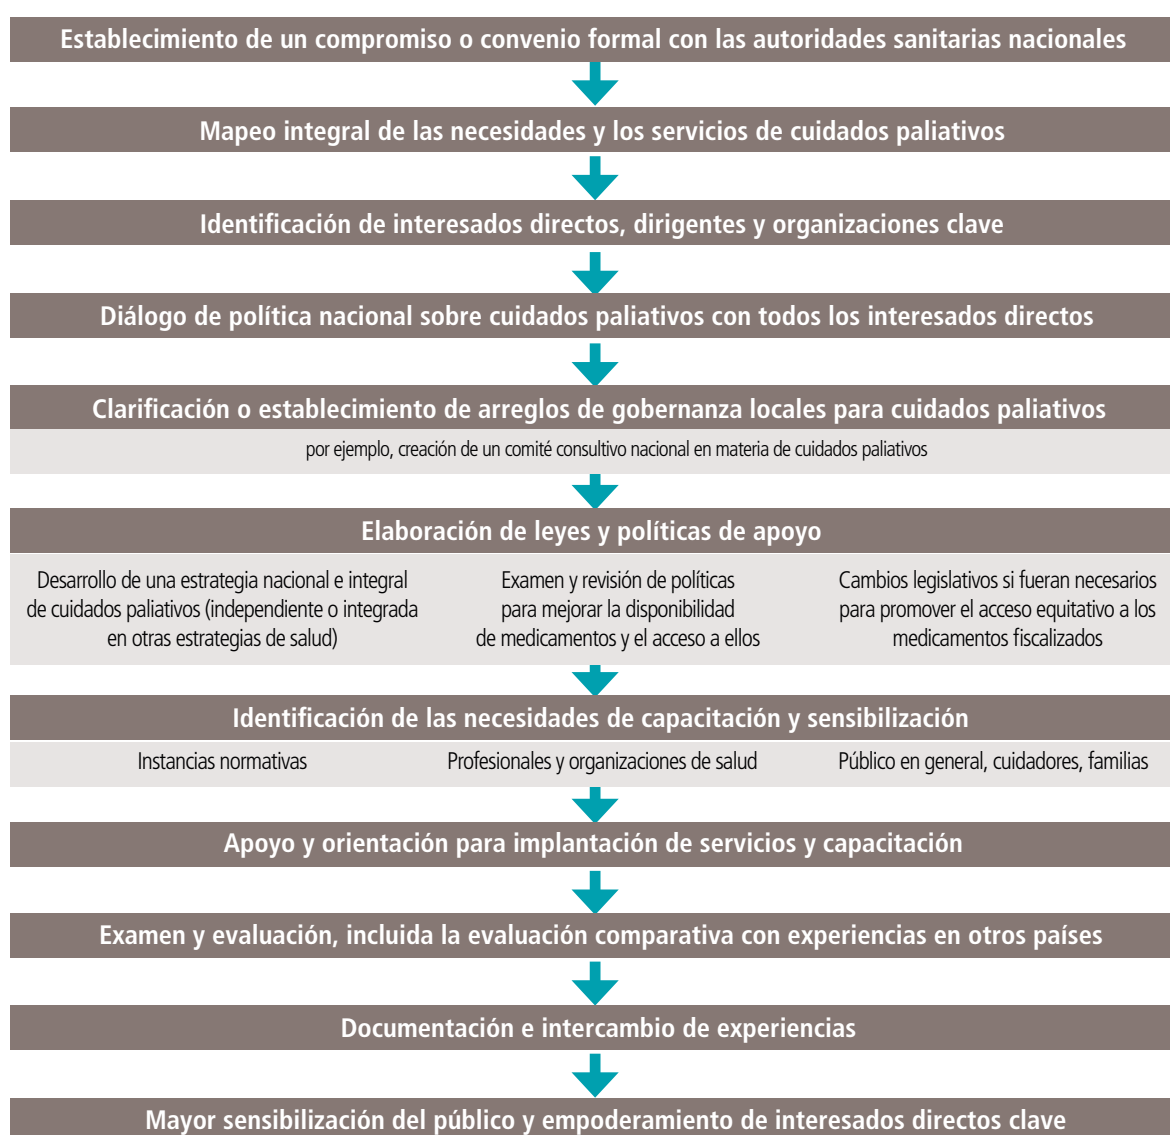 Establecimiento de un compromiso o convenio formal con las autoridades sanitarias nacionales
Mapeo integral de las necesidades y los servicios de cuidados paliativos
Identificación de interesados directos, dirigentes y organizaciones clave
Diálogo de política nacional sobre cuidados paliativos con todos los interesados directos
Clarificación o establecimiento de arreglos de gobernanza locales para cuidados paliativos
por ejemplo, creación de un comité consultivo nacional en materia de cuidados paliativos
Elaboración de leyes y políticas de apoyo
Desarrollo de una estrategia nacional e integral
de cuidados paliativos (independiente o integrada
en otras estrategias de salud)
Examen y revisión de políticas
para mejorar la disponibilidad
de medicamentos y el acceso a ellos
Cambios legislativos si fueran necesarios
para promover el acceso equitativo a los
medicamentos fiscalizados
Identificación de las necesidades de capacitación y sensibilización
Instancias normativas
Profesionales y organizaciones de salud
Público en general, cuidadores, familias
Apoyo y orientación para implantación de servicios y capacitación
Examen y evaluación, incluida la evaluación comparativa con experiencias en otros países
Documentación e intercambio de experiencias
Mayor sensibilización del público y empoderamiento de interesados directos clave